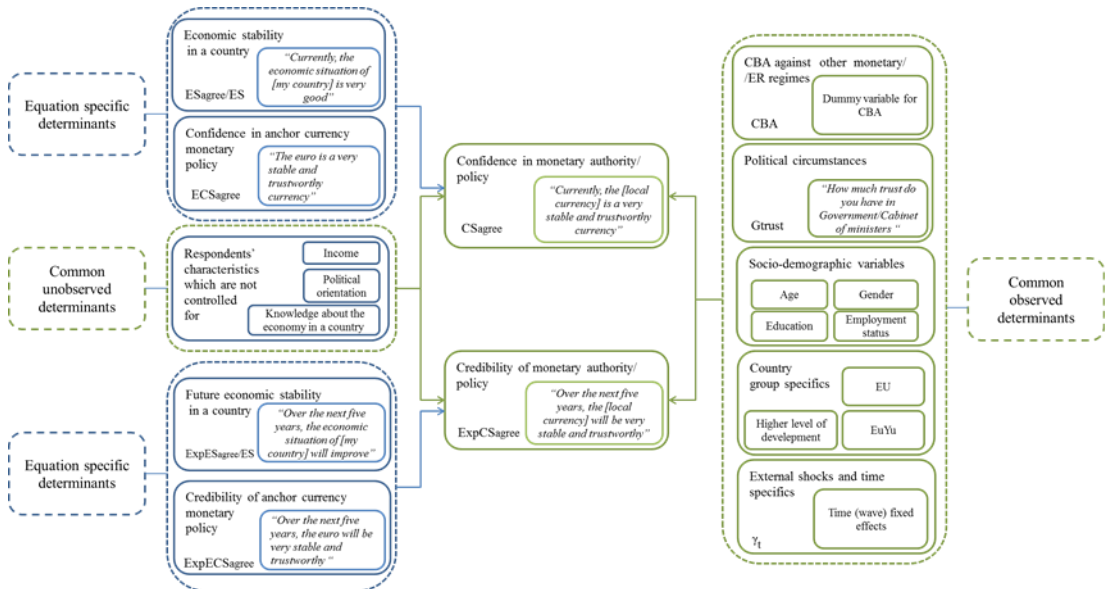 Equation specific
determinants
Economic stability
in a country
ESagree/ES
“Currently, the
economic situation of
[my country] is very
good”
Confidence in anchor currency
monetary
policy
ECSagree
“The euro is a very
stable and
trustworthy
currency”
Common
unobserved
determinants
Respondents’
characteristics
which are not
controlled
for
Income
Political
orientation
Knowledge about the
economy in a country
Equation specific
determinants
Future economic stability
in a country
ExpESagree/ES
“Over the next five
years, the economic
situation of [my
country] will improve“
Credibility of anchor currency
monetary
policy
ExpECSagree
“Over the next five
years, the euro will be
very stable and
trustworthy “
Confidence in monetary authority/
policy
CSagree
“Currently, the [local
currency] is a very
stable and trustworthy
currency”
Credibility of monetary authority/
policy
ExpCSagree
“Over the next five
years, the [local
currency] will be very
stable and trustworthy”
CBA against other monetary/
/ER regimes
CBA
Dummy variable for
CBA
Political circumstances
Gtrust
“How much trust do
you have in
Government/Cabinet
of ministers “
Socio-demographic variables
Age
Gender
Education
Employment
status
Country
group specifics
EU
Higher level of
develepment
EuYu
External shocks and time
specifics
γt
Time (wave) fixed
effects
Common
observed
determinants